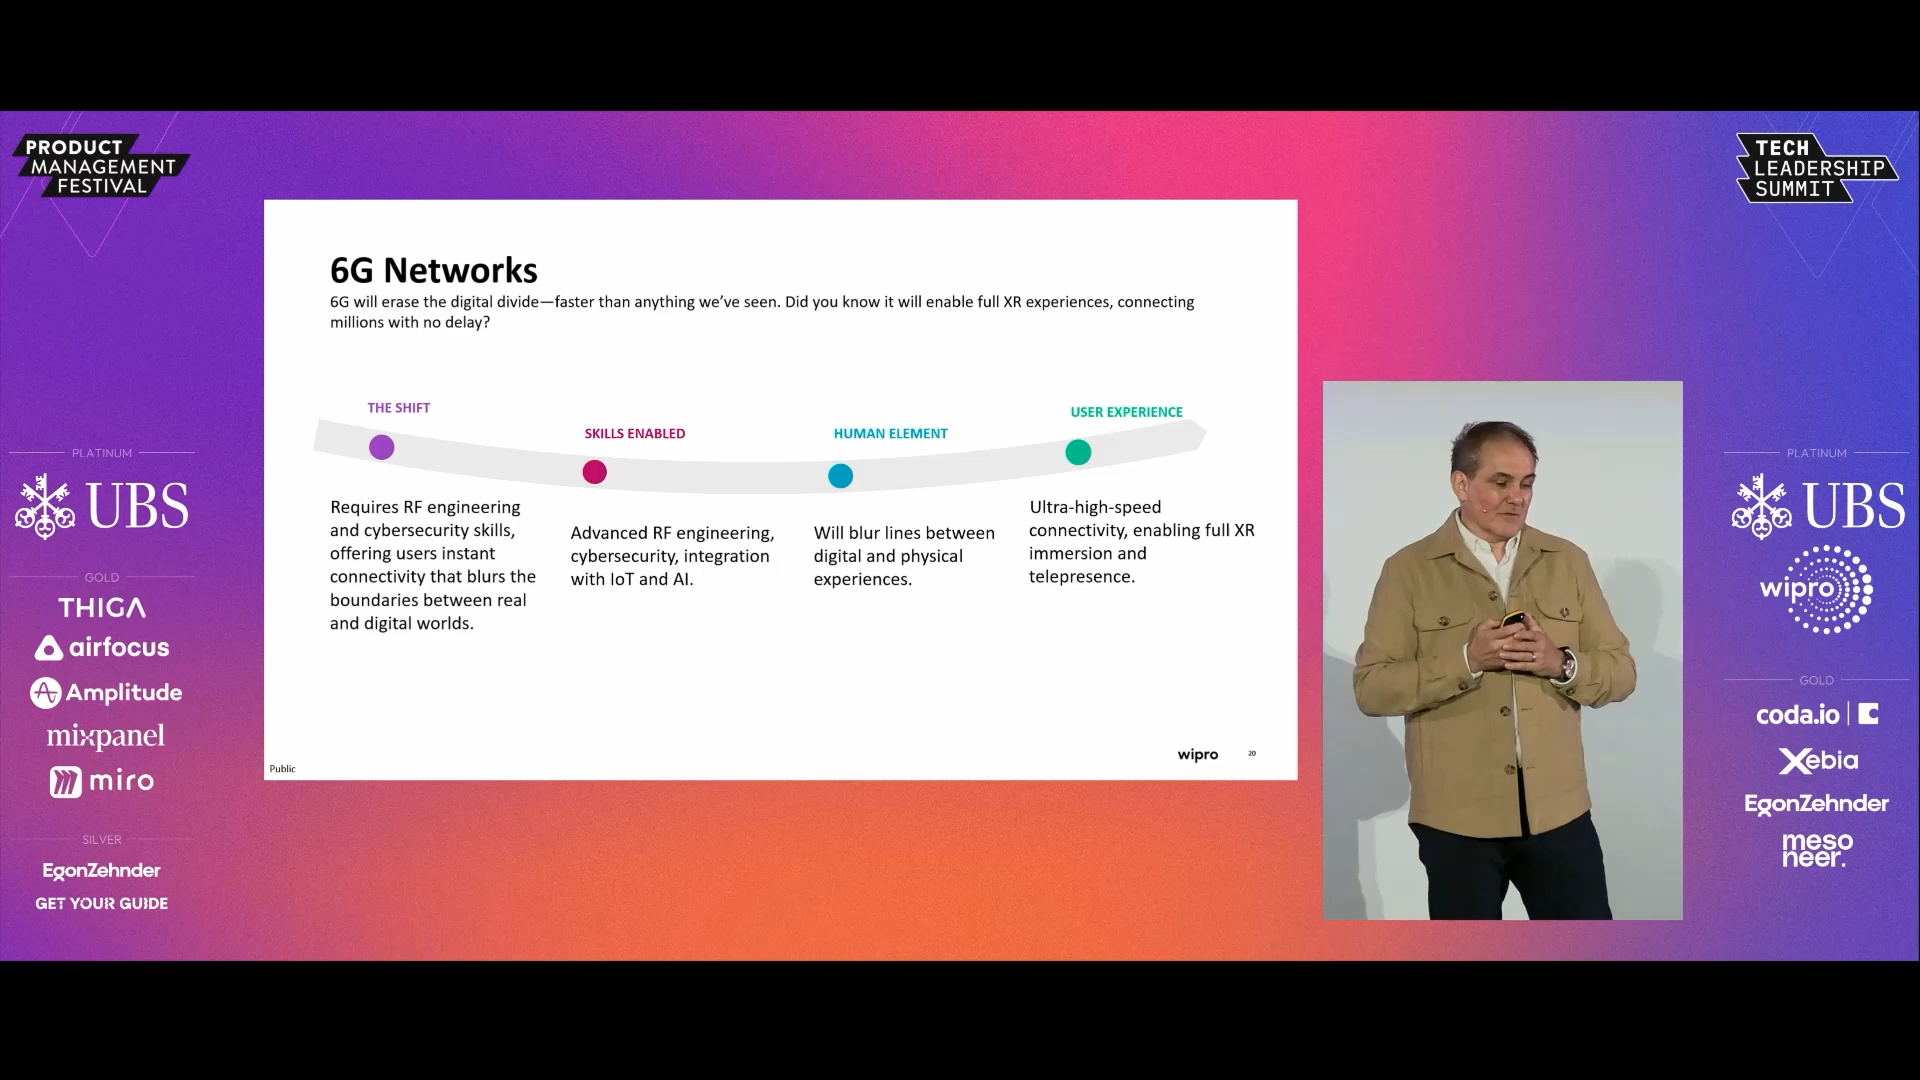 PRODUCT
MANAGEMENT
FESTIVAL
TECH
LEADERSHIP
SUMMIT
6G Networks
6G will erase the digital divide—faster than anything we've seen. Did you know it will enable full XR experiences, connecting
millions with no delay?
THE SHIFT
Requires RF engineering
and cybersecurity skills,
offering users instant
connectivity that blurs the
boundaries between real
and digital worlds.
SKILLS ENABLED
Advanced RF engineering,
cybersecurity, integration
with IoT and AI.
HUMAN ELEMENT
Will blur lines between
digital and physical
experiences.
USER EXPERIENCE
Ultra-high-speed
connectivity, enabling full XR
immersion and
telepresence.
Public
wipro
20
PLATINUM
UBS
GOLD
THIGA
airfocus
Amplitude
mixpanel
miro
SILVER
EgonZehnder
GET YOUR GUIDE
PLATINUM
UBS
wipro
GOLD
coda.io
Xebia
EgonZehnder
meso
neer.